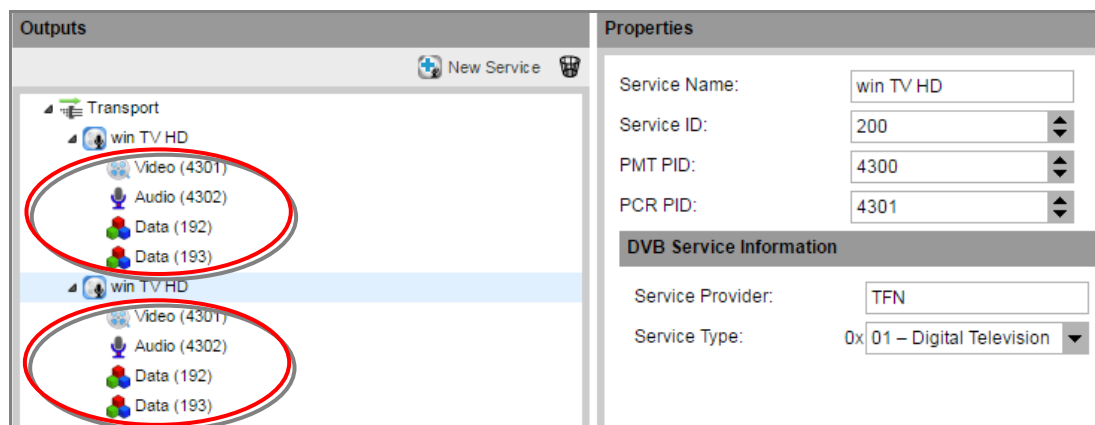 Outputs
New Service
Transport
win TV HD
Video (4301)
Audio (4302)
Data (192)
Data (193)
win TV HD
Video (4301)
Audio (4302)
Data (192)
Data (193)
Properties
Service Name: win TV HD
Service ID: 200
PMT PID: 4300
PCR PID: 4301
DVB Service Information
Service Provider: TFN
Service Type: 0x 01 – Digital Television